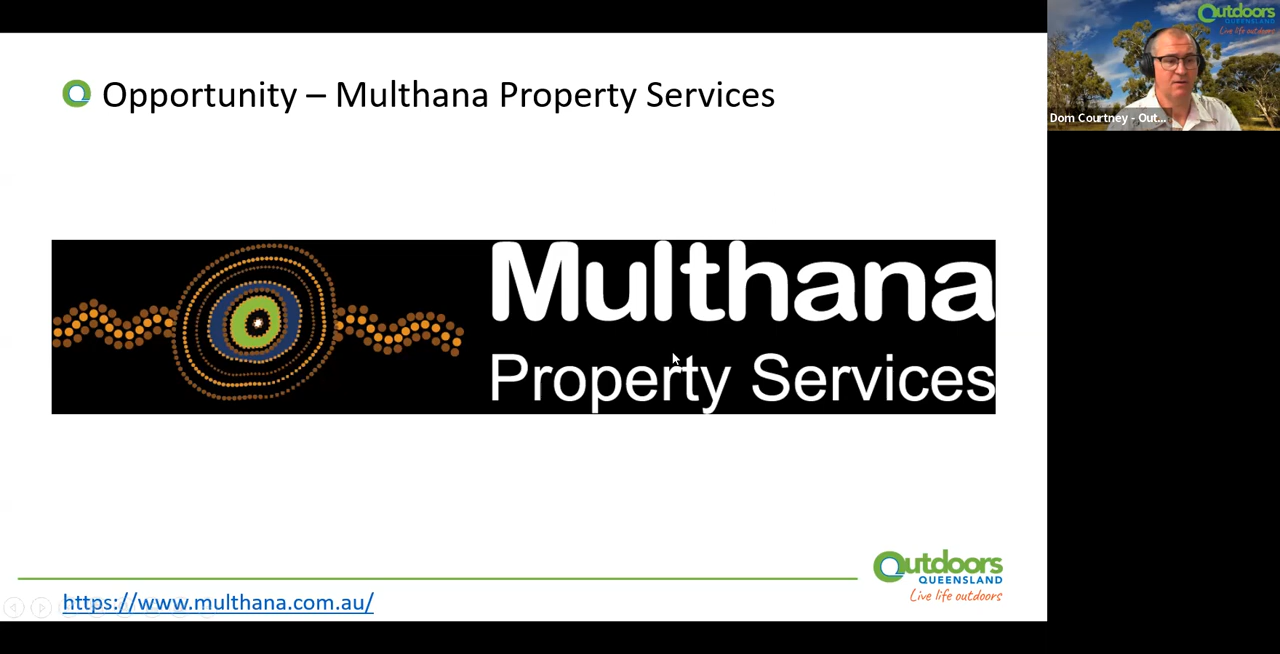 Opportunity – Multhana Property Services
Multhana
Property Services
Outdoors
QUEENSLAND
Live life outdoors
https://www.multhana.com.au/
Outdoors
QUEENSLAND
Live life outdoors
Dom Courtney - Out...